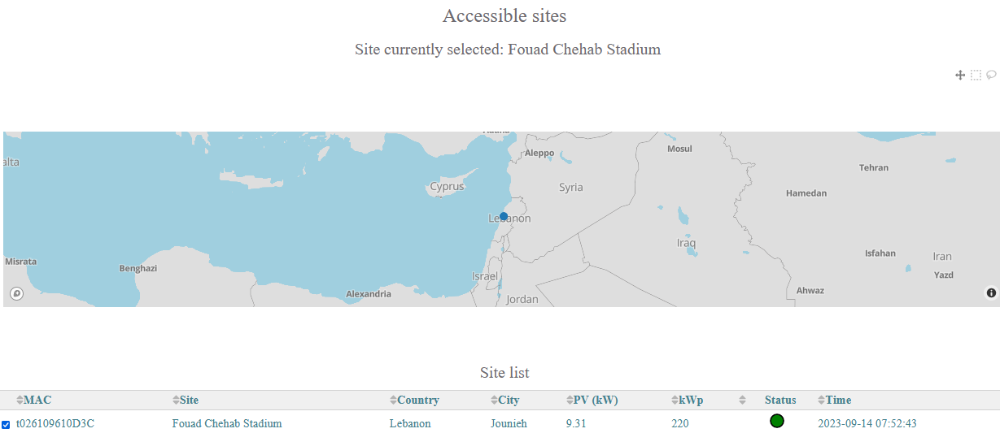 Accessible sites
Site currently selected: Fouad Chehab Stadium
Aleppo
Mosul
alta
Tehran
Cyprus
Syria
Hamedan
Lebanon
Iraq
Misrata
Benghazi
Isfahan
Iran
Israel
Yazd
Alexandria
Ahwaz
Jordan
Site list
MAC Site Country City PV (kW) kWp Status Time
t026109610D3C Fouad Chehab Stadium Lebanon Jounieh 9.31 220 2023-09-14 07:52:43